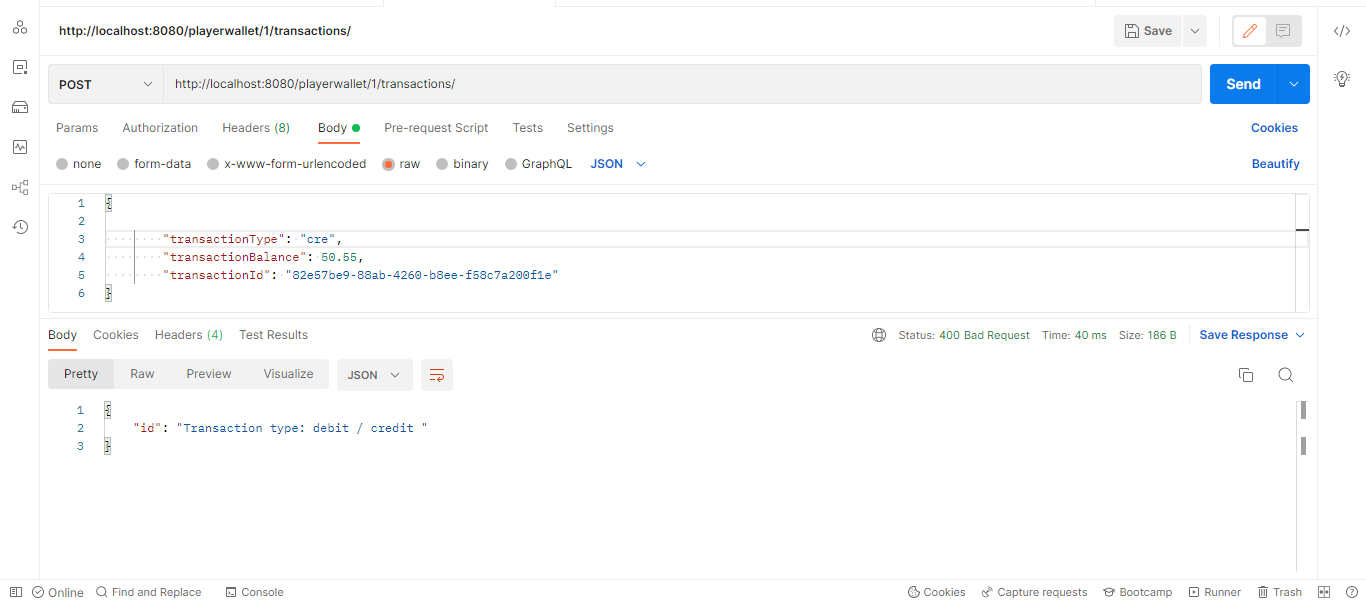 http://localhost:8080/playerwallet/1/transactions/
Save
POST
http://localhost:8080/playerwallet/1/transactions/
Send
Params Authorization Headers (8) Body Pre-request Script Tests Settings Cookies
none form-data x-www-form-urlencoded raw binary GraphQL JSON Beautify
1 {
2
3 "transactionType": "cre",
4 "transactionBalance": 50.55,
5 "transactionId": "82e57be9-88ab-4260-b8ee-f58c7a200f1e"
6 }
Body Cookies Headers (4) Test Results Status: 400 Bad Request Time: 40 ms Size: 186 B Save Response
Pretty Raw Preview Visualize JSON
1 {
2 "id": "Transaction type: debit / credit "
3 }
Online Find and Replace Console Cookies Capture requests Bootcamp Runner Trash